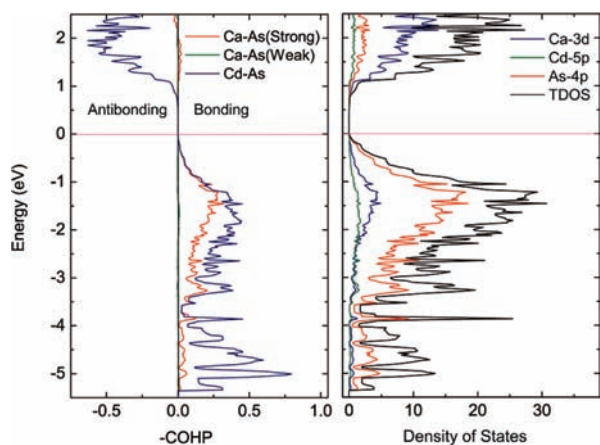 Ca-As(Strong)
Ca-As(Weak)
Cd-As
Antibonding
Bonding
Energy (eV)
2
1
0
-1
-2
-3
-4
-5
-0.5
0.0
0.5
1.0
-COHP
Ca-3d
Cd-5p
As-4p
TDOS
0
10
20
30
Density of States